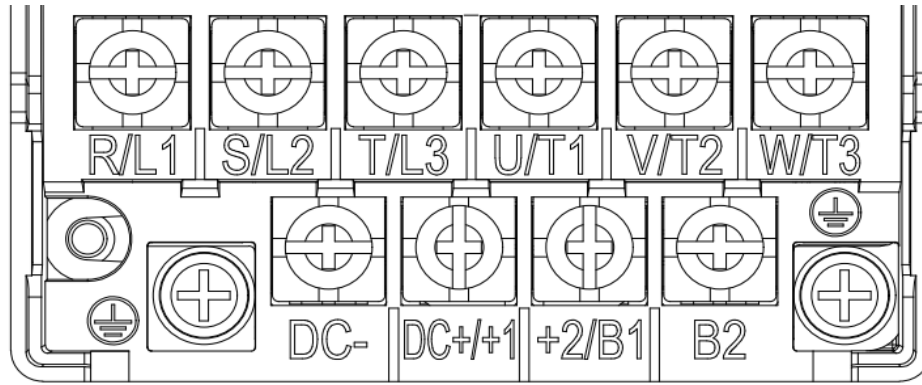 R/L1 S/L2 T/L3 U/T1 V/T2 W/T3
DC- DC+/+1 +2/B1 B2